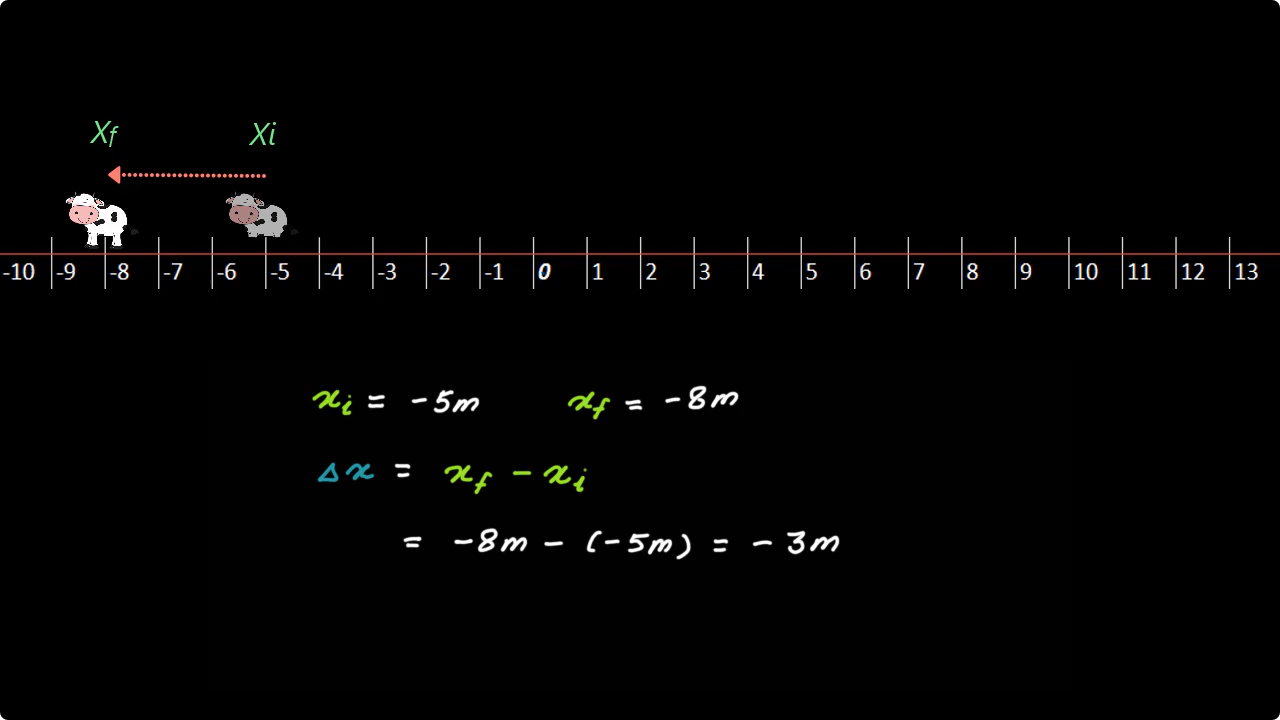 Xf Xi
-10 -9 -8 -7 -6 -5 -4 -3 -2 -1 0 1 2 3 4 5 6 7 8 9 10 11 12 13
xi = -5m xf = -8m
Δx = xf - xi
= -8m - (-5m) = -3m